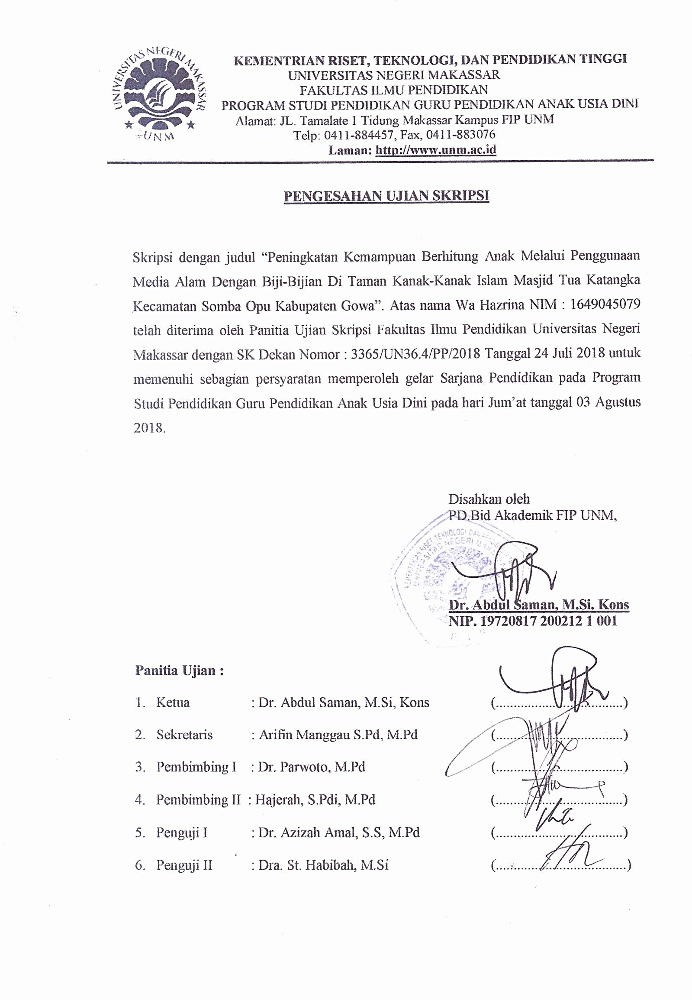 UNIVERSITAS NEGERI MAKASSAR
UNM
KEMENTRIAN RISET, TEKNOLOGI, DAN PENDIDIKAN TINGGI
UNIVERSITAS NEGERI MAKASSAR
FAKULTAS ILMU PENDIDIKAN
PROGRAM STUDI PENDIDIKAN GURU PENDIDIKAN ANAK USIA DINI
Alamat: JL. Tamalate 1 Tidung Makassar Kampus FIP UNM
Telp: 0411-884457, Fax, 0411-883076
Laman: http://www.unm.ac.id
PENGESAHAN UJIAN SKRIPSI
Skripsi dengan judul “Peningkatan Kemampuan Berhitung Anak Melalui Penggunaan
Media Alam Dengan Biji-Bijian Di Taman Kanak-Kanak Islam Masjid Tua Katangka
Kecamatan Somba Opu Kabupaten Gowa”. Atas nama Wa Hazrina NIM : 1649045079
telah diterima oleh Panitia Ujian Skripsi Fakultas Ilmu Pendidikan Universitas Negeri
Makassar dengan SK Dekan Nomor : 3365/UN36.4/PP/2018 Tanggal 24 Juli 2018 untuk
memenuhi sebagian persyaratan memperoleh gelar Sarjana Pendidikan pada Program
Studi Pendidikan Guru Pendidikan Anak Usia Dini pada hari Jum’at tanggal 03 Agustus
2018.
Disahkan oleh
PD.Bid Akademik FIP UNM,
Dr. Abdul Saman, M.Si. Kons
NIP. 19720817 200212 1 001
Panitia Ujian :
1. Ketua : Dr. Abdul Saman, M.Si, Kons (....................................)
2. Sekretaris : Arifin Manggau S.Pd, M.Pd (....................................)
3. Pembimbing I : Dr. Parwoto, M.Pd (....................................)
4. Pembimbing II : Hajerah, S.Pdi, M.Pd (....................................)
5. Penguji I : Dr. Azizah Amal, S.S, M.Pd (....................................)
6. Penguji II : Dra. St. Habibah, M.Si (.....................................)